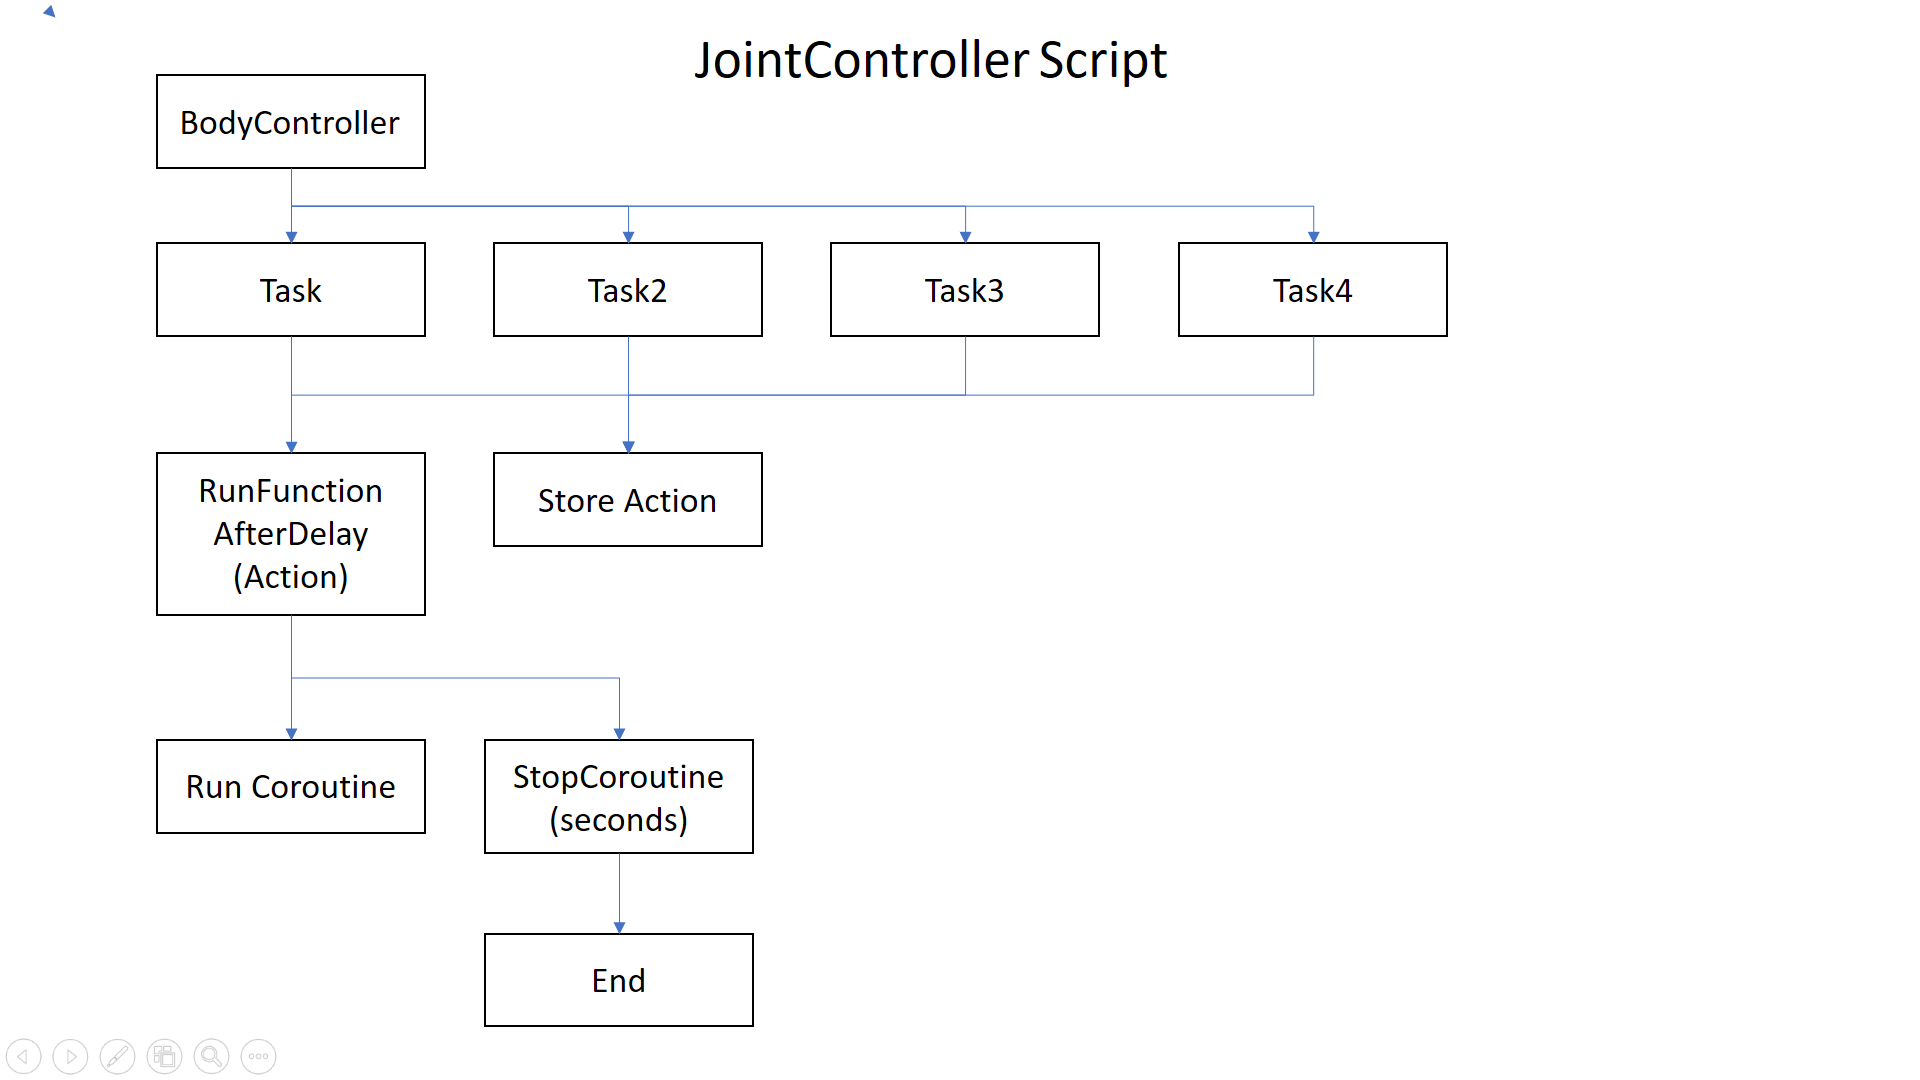 JointController Script
BodyController
Task
Task2
Task3
Task4
RunFunction
AfterDelay
(Action)
Store Action
Run Coroutine
StopCoroutine
(seconds)
End